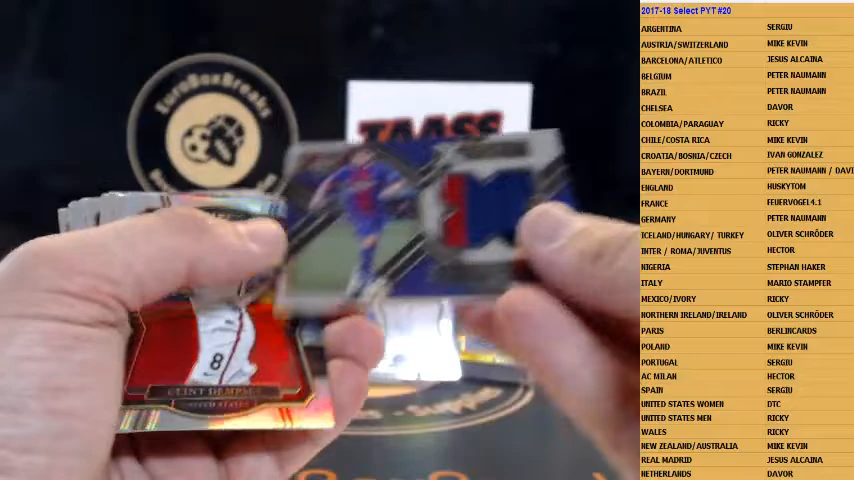 EuroBoxBreaks
TAASS
8
CLINT DEMPSEY
UNITED STATES
2017-18 Select PYT #20
ARGENTINA SERGIU
AUSTRIA/SWITZERLAND MIKE KEVIN
BARCELONA/ATLETICO JESUS ALCAINA
BELGIUM PETER NAUMANN
BRAZIL PETER NAUMANN
CHELSEA DAVOR
COLOMBIA/PARAGUAY RICKY
CHILE/COSTA RICA MIKE KEVIN
CROATIA/BOSNIA/CZECH IVAN GONZALEZ
BAYERN/DORTMUND PETER NAUMANN / DAVI
ENGLAND HUSKYTOM
FRANCE FEUERVOGEL4.1
GERMANY PETER NAUMANN
ICELAND/HUNGARY/ TURKEY OLIVER SCHRÖDER
INTER / ROMA/JUVENTUS HECTOR
NIGERIA STEPHAN HAKER
ITALY MARIO STAMPFER
MEXICO/IVORY RICKY
NORTHERN IRELAND/IRELAND OLIVER SCHRÖDER
PARIS BERLINCARDS
POLAND MIKE KEVIN
PORTUGAL SERGIU
AC MILAN HECTOR
SPAIN SERGIU
UNITED STATES WOMEN DTC
UNITED STATES MEN RICKY
WALES RICKY
NEW ZEALAND/AUSTRALIA MIKE KEVIN
REAL MADRID JESUS ALCAINA
NETHERLANDS DAVOR